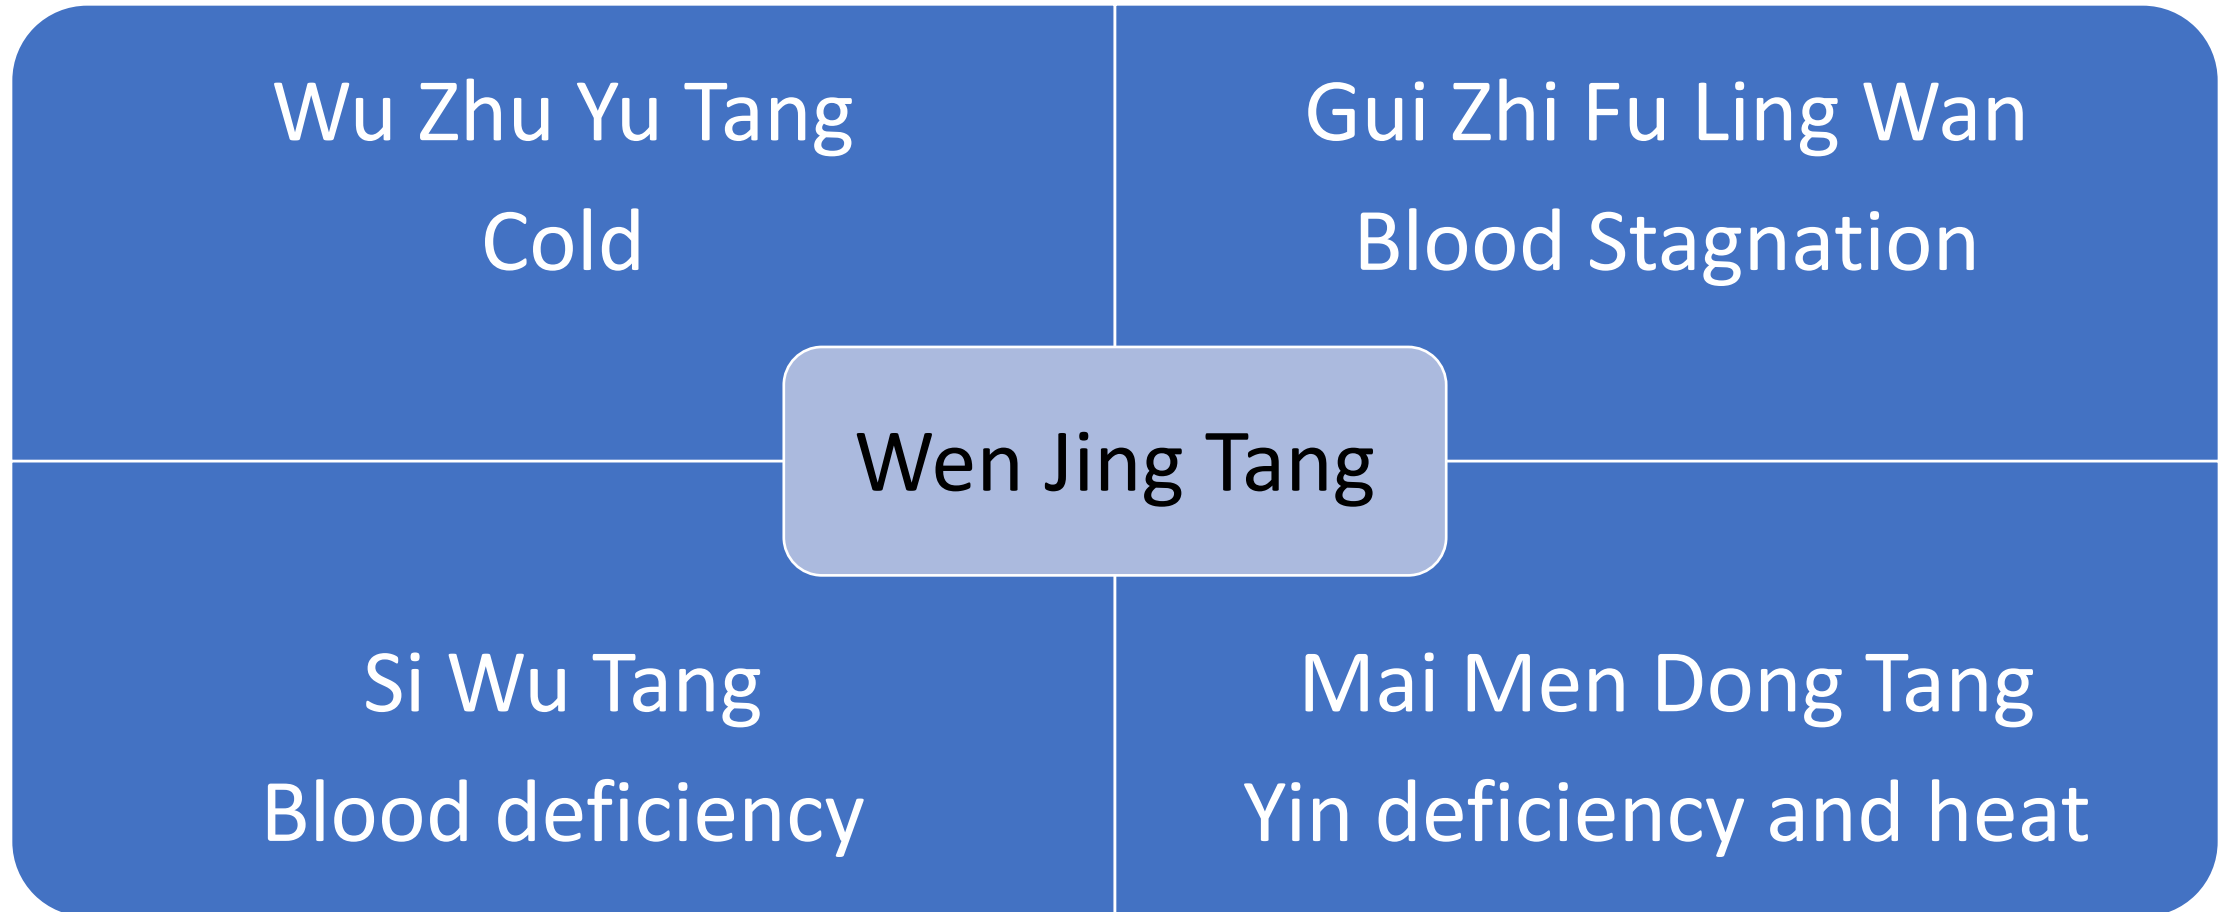 Wu Zhu Yu Tang
Cold
Gui Zhi Fu Ling Wan
Blood Stagnation
Wen Jing Tang
Si Wu Tang
Blood deficiency
Mai Men Dong Tang
Yin deficiency and heat